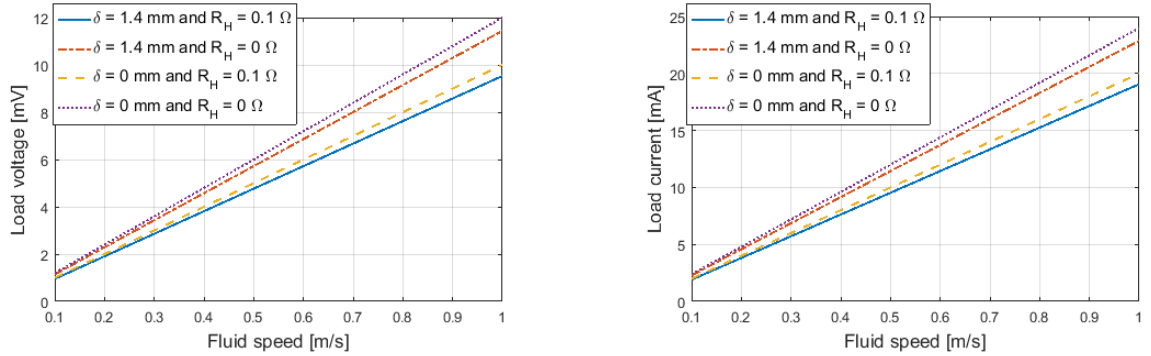 δ = 1.4 mm and R_H = 0.1 Ω
δ = 1.4 mm and R_H = 0 Ω
δ = 0 mm and R_H = 0.1 Ω
δ = 0 mm and R_H = 0 Ω
Load voltage [mV]
12
10
8
6
4
2
0
0.1 0.2 0.3 0.4 0.5 0.6 0.7 0.8 0.9 1
Fluid speed [m/s]
δ = 1.4 mm and R_H = 0.1 Ω
δ = 1.4 mm and R_H = 0 Ω
δ = 0 mm and R_H = 0.1 Ω
δ = 0 mm and R_H = 0 Ω
Load current [mA]
25
20
15
10
5
0
0.1 0.2 0.3 0.4 0.5 0.6 0.7 0.8 0.9 1
Fluid speed [m/s]